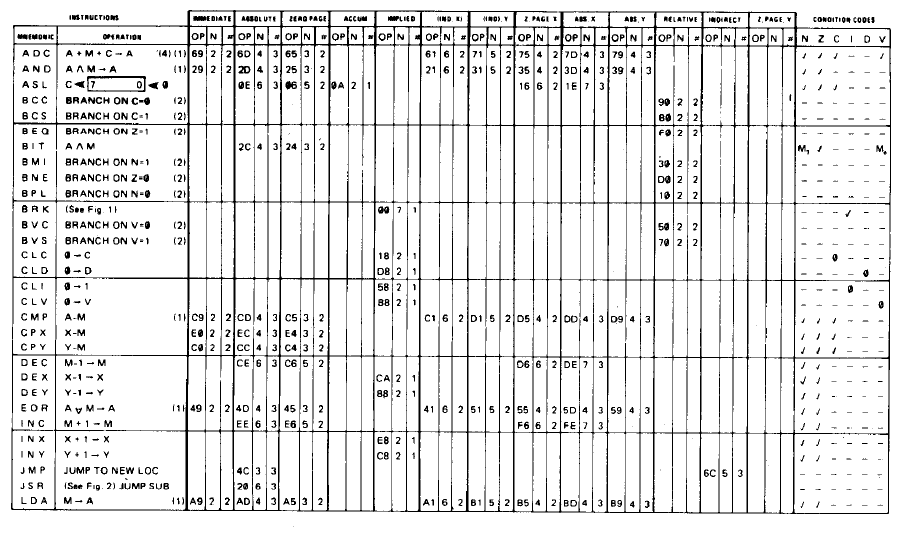 INSTRUCTIONS IMMEDIATE ABSOLUTE ZERO PAGE ACCUM IMPLIED (IND. X) (IND). Y Z. PAGE X ABS. X ABS. Y RELATIVE INDIRECT Z. PAGE, Y CONDITION CODES
MNEMONIC OPERATION OP N # OP N # OP N # OP N # OP N # OP N # OP N # OP N # OP N # OP N # OP N # OP N # OP N # N Z C I D V
ADC A + M + C → A (4) (1) 69 2 2 6D 4 3 65 3 2 61 6 2 71 5 2 75 4 2 7D 4 3 79 4 3 ✓ ✓ ✓ – – ✓
AND A Λ M → A (1) 29 2 2 2D 4 3 25 3 2 21 6 2 31 5 2 35 4 2 3D 4 3 39 4 3 ✓ ✓ – – – –
ASL C ◄ 7 0 ◄ 0 0E 6 3 06 5 2 0A 2 1 16 6 2 1E 7 3 ✓ ✓ ✓ – – –
BCC BRANCH ON C=0 (2) 90 2 2 – – – – – –
BCS BRANCH ON C=1 (2) B0 2 2 – – – – – –
BEQ BRANCH ON Z=1 (2) F0 2 2 – – – – – –
BIT A Λ M 2C 4 3 24 3 2 M₇ ✓ – – – M₆
BMI BRANCH ON N=1 (2) 30 2 2 – – – – – –
BNE BRANCH ON Z=0 (2) D0 2 2 – – – – – –
BPL BRANCH ON N=0 (2) 10 2 2 – – – – – –
BRK (See Fig. 1) 00 7 1 – – – ✓ – –
BVC BRANCH ON V=0 (2) 50 2 2 – – – – – –
BVS BRANCH ON V=1 (2) 70 2 2 – – – – – –
CLC 0 → C 18 2 1 – – 0 – – –
CLD 0 → D D8 2 1 – – – – 0 –
CLI 0 → 1 58 2 1 – – – 0 – –
CLV 0 → V B8 2 1 – – – – – 0
CMP A-M (1) C9 2 2 CD 4 3 C5 3 2 C1 6 2 D1 5 2 D5 4 2 DD 4 3 D9 4 3 ✓ ✓ ✓ – – –
CPX X-M E0 2 2 EC 4 3 E4 3 2 ✓ ✓ ✓ – – –
CPY Y-M C0 2 2 CC 4 3 C4 3 2 ✓ ✓ ✓ – – –
DEC M-1 → M CE 6 3 C6 5 2 D6 6 2 DE 7 3 ✓ ✓ – – – –
DEX X-1 → X CA 2 1 ✓ ✓ – – – –
DEY Y-1 → Y 88 2 1 ✓ ✓ – – – –
EOR A ⊻ M → A (1) 49 2 2 4D 4 3 45 3 2 41 6 2 51 5 2 55 4 2 5D 4 3 59 4 3 ✓ ✓ – – – –
INC M + 1 → M EE 6 3 E6 5 2 F6 6 2 FE 7 3 ✓ ✓ – – – –
INX X + 1 → X E8 2 1 ✓ ✓ – – – –
INY Y + 1 → Y C8 2 1 ✓ ✓ – – – –
JMP JUMP TO NEW LOC 4C 3 3 6C 5 3 – – – – – –
JSR (See Fig. 2) JUMP SUB 20 6 3 – – – – – –
LDA M → A (1) A9 2 2 AD 4 3 A5 3 2 A1 6 2 B1 5 2 B5 4 2 BD 4 3 B9 4 3 ✓ ✓ – – – –